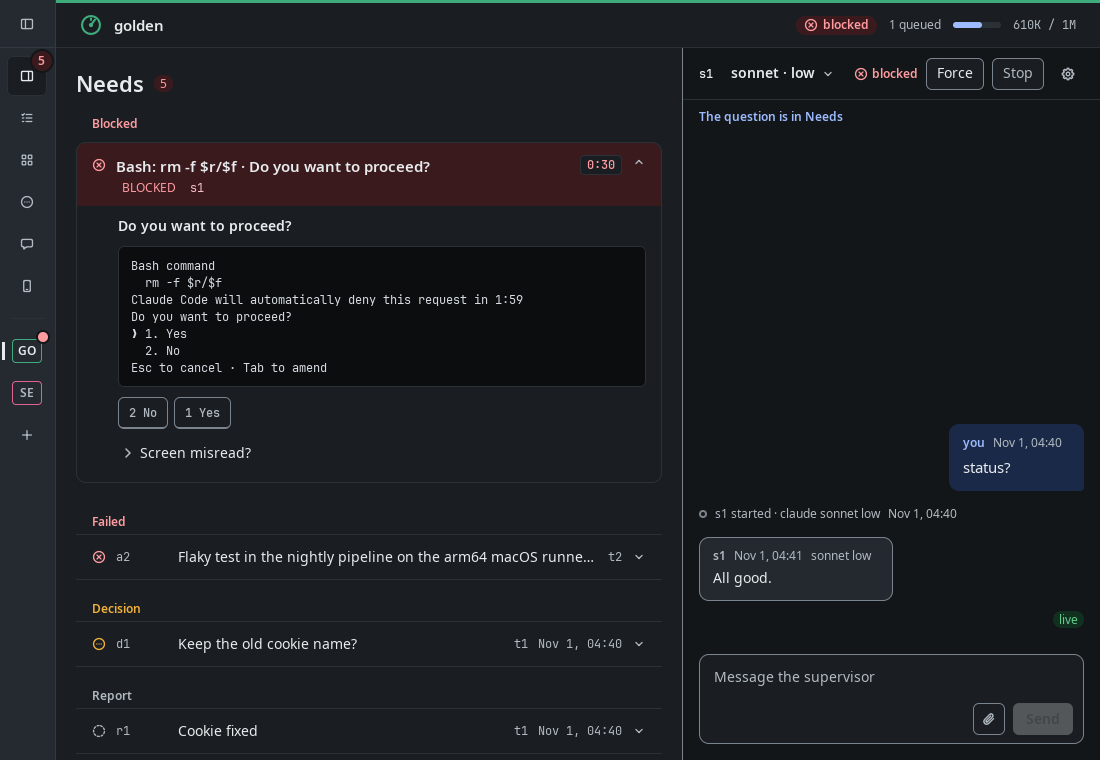 golden
blocked
1 queued
610K / 1M
5
GO
SE
Needs 5
Blocked
Bash: rm -f $r/$f · Do you want to proceed?
0:30
BLOCKED s1
Do you want to proceed?
Bash command
rm -f $r/$f
Claude Code will automatically deny this request in 1:59
Do you want to proceed?
❯ 1. Yes
2. No
Esc to cancel · Tab to amend
2 No
1 Yes
Screen misread?
Failed
a2 Flaky test in the nightly pipeline on the arm64 macOS runne… t2
Decision
d1 Keep the old cookie name? t1 Nov 1, 04:40
Report
r1 Cookie fixed t1 Nov 1, 04:40
s1 sonnet · low
blocked
Force
Stop
The question is in Needs
you Nov 1, 04:40
status?
s1 started · claude sonnet low Nov 1, 04:40
s1 Nov 1, 04:41 sonnet low
All good.
live
Message the supervisor
Send